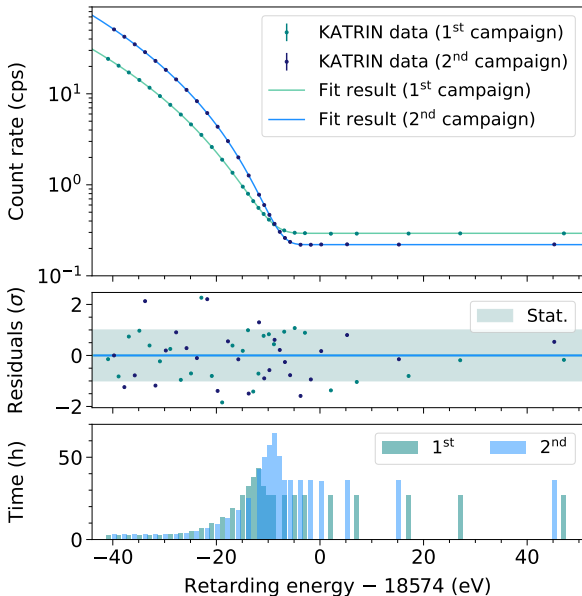 KATRIN data (1st campaign)
KATRIN data (2nd campaign)
Fit result (1st campaign)
Fit result (2nd campaign)
Count rate (cps)
10^1
10^0
10^−1
Residuals (σ)
2
0
−2
Stat.
Time (h)
50
0
1st 2nd
−40 −20 0 20 40
Retarding energy − 18574 (eV)